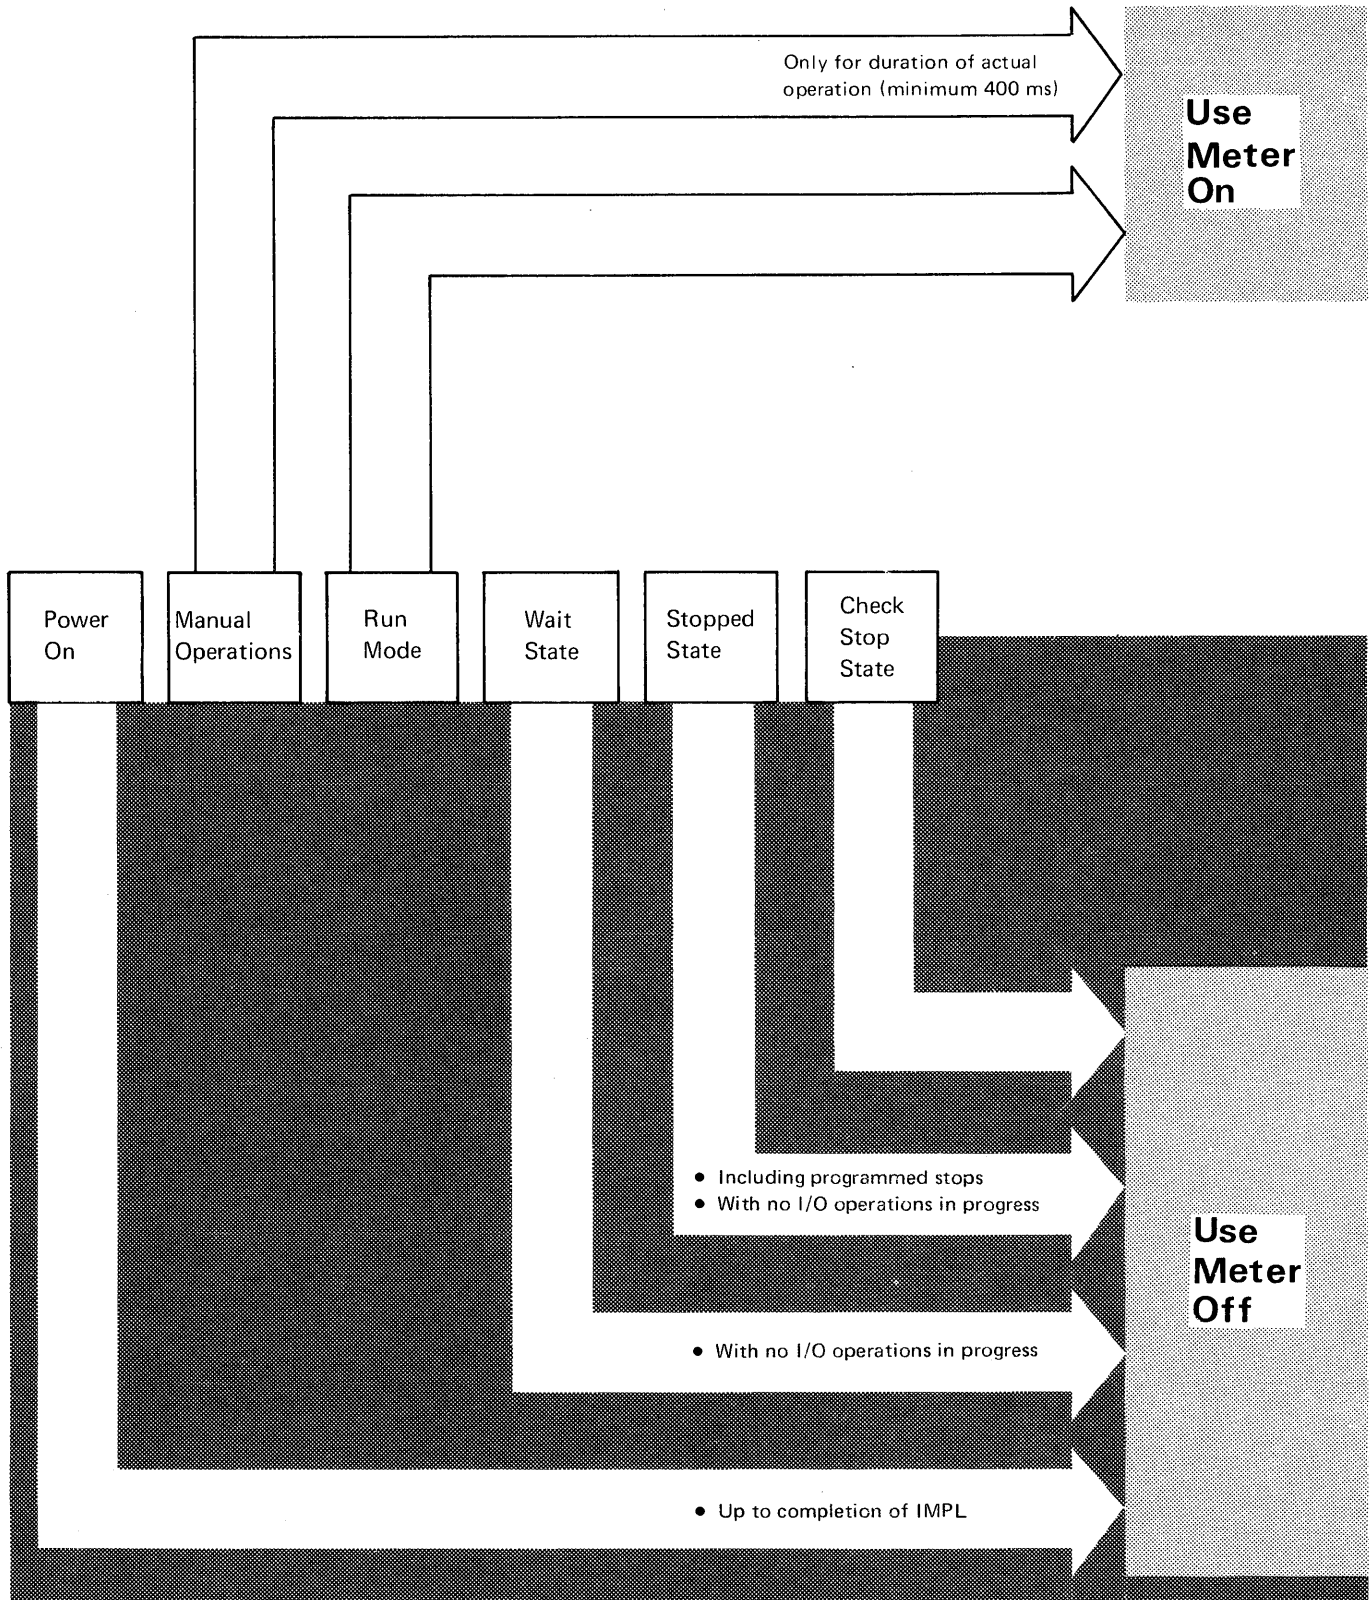 Only for duration of actual
operation (minimum 400 ms)
Use
Meter
On
Power
On
Manual
Operations
Run
Mode
Wait
State
Stopped
State
Check
Stop
State
● Including programmed stops
● With no I/O operations in progress
● With no I/O operations in progress
● Up to completion of IMPL
Use
Meter
Off